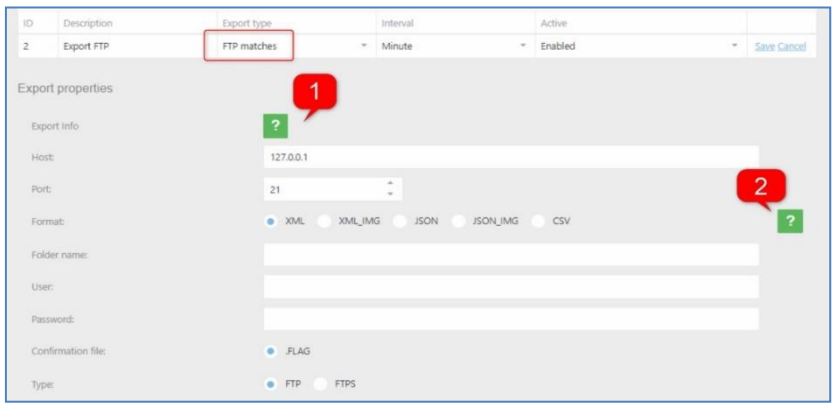 ID Description Export type Interval Active
2 Export FTP FTP matches Minute Enabled Save Cancel
Export properties
1
Export Info ?
Host: 127.0.0.1
Port: 21
2
Format: XML XML_IMG JSON JSON_IMG CSV ?
Folder name:
User:
Password:
Confirmation file: .FLAG
Type: FTP FTPS